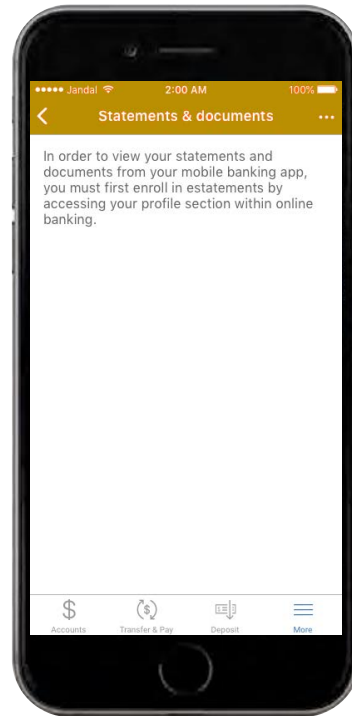 Jandal 2:00 AM 100%
Statements & documents
In order to view your statements and
documents from your mobile banking app,
you must first enroll in estatements by
accessing your profile section within online
banking.
Accounts Transfer & Pay Deposit More